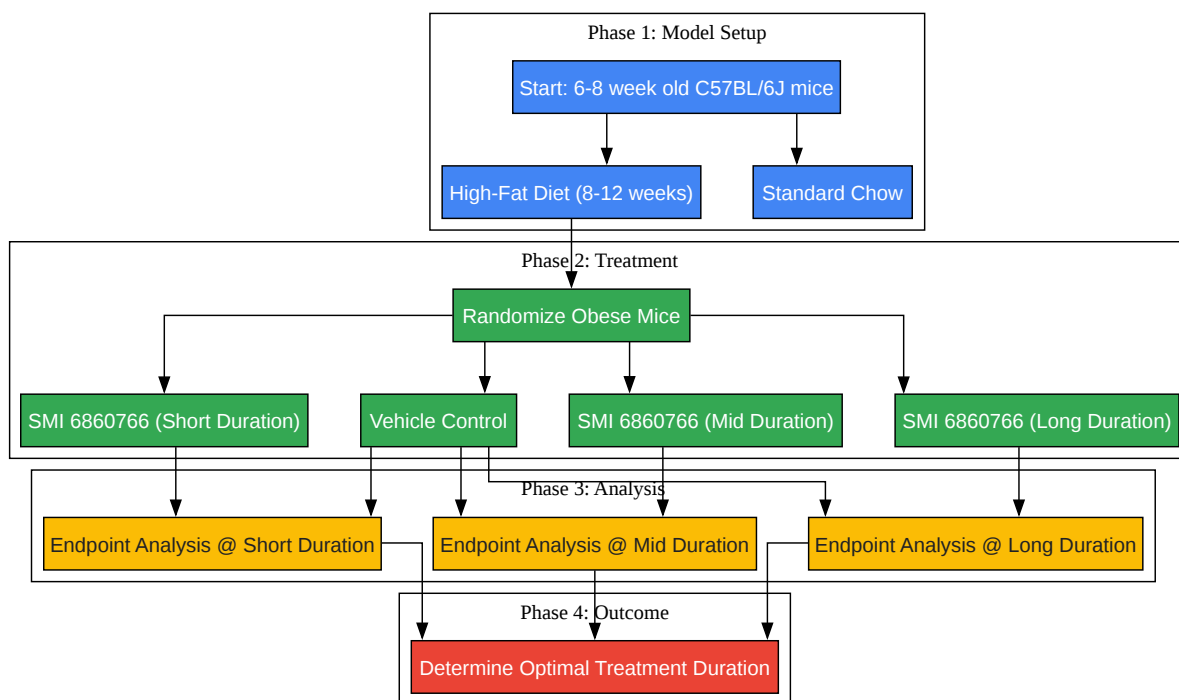 Phase 1: Model Setup
Start: 6-8 week old C57BL/6J mice
High-Fat Diet (8-12 weeks)
Standard Chow
Phase 2: Treatment
Randomize Obese Mice
SMI 6860766 (Short Duration)
Vehicle Control
SMI 6860766 (Mid Duration)
SMI 6860766 (Long Duration)
Phase 3: Analysis
Endpoint Analysis @ Short Duration
Endpoint Analysis @ Mid Duration
Endpoint Analysis @ Long Duration
Phase 4: Outcome
Determine Optimal Treatment Duration